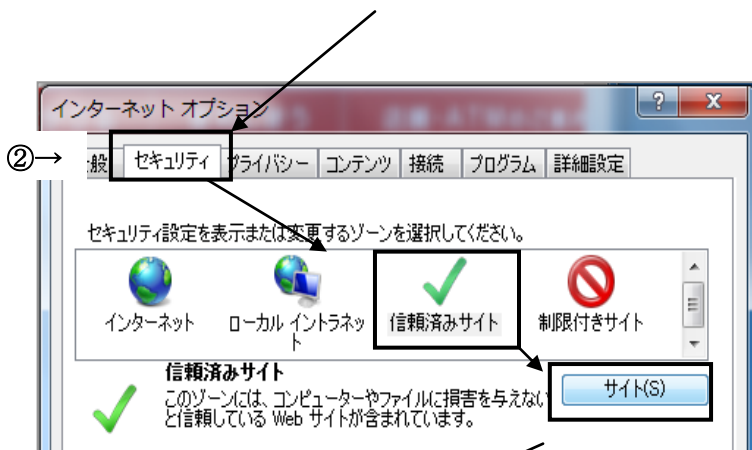 インターネット オプション
②→
般 セキュリティ プライバシー コンテンツ 接続 プログラム 詳細設定
セキュリティ設定を表示または変更するゾーンを選択してください。
インターネット ローカル イントラネット 信頼済みサイト 制限付きサイト
信頼済みサイト
サイト(S)
このゾーンには、コンピューターやファイルに損害を与えない
と信頼している Web サイトが含まれています。